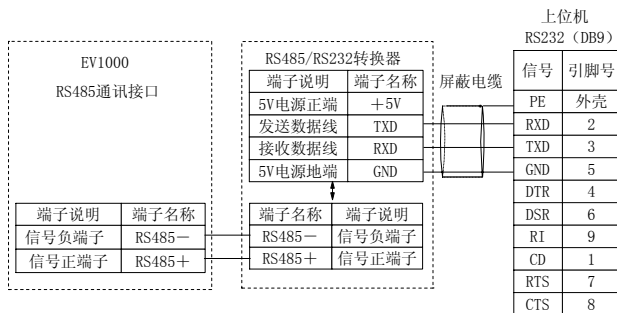 上位机
RS232（DB9）
EV1000
RS485通讯接口
RS485/RS232转换器
端子说明 端子名称
5V电源正端 ＋5V
发送数据线 TXD
接收数据线 RXD
5V电源地端 GND
屏蔽电缆
信号 引脚号
PE 外壳
RXD 2
TXD 3
GND 5
DTR 4
DSR 6
RI 9
CD 1
RTS 7
CTS 8
端子说明 端子名称
信号负端子 RS485－
信号正端子 RS485＋
端子名称 端子说明
RS485－ 信号负端子
RS485＋ 信号正端子